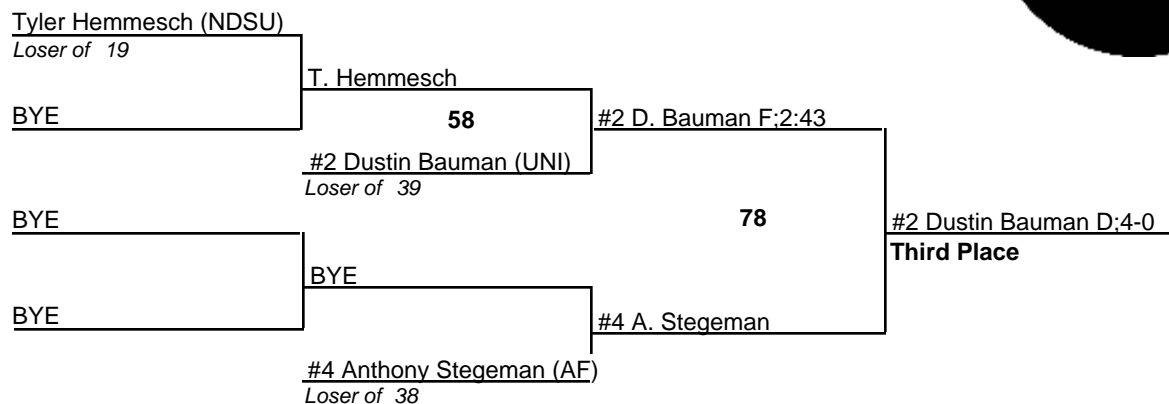 Tyler Hemmesch (NDSU)
Loser of 19
T. Hemmesch
BYE
58
#2 D. Bauman F;2:43
#2 Dustin Bauman (UNI)
Loser of 39
BYE
78
#2 Dustin Bauman D;4-0
Third Place
BYE
BYE
#4 A. Stegeman
#4 Anthony Stegeman (AF)
Loser of 38